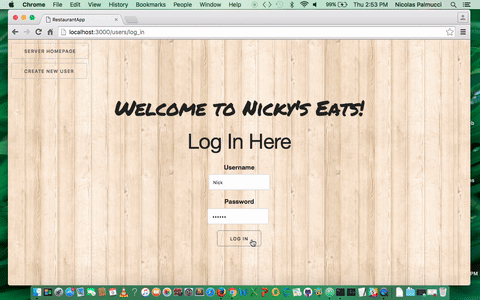 Chrome File Edit View History Bookmarks People Window Help 97% Thu 2:53 PM Nicolas Palmucci
RestaurantApp
localhost:3000/users/log_in
SERVER HOMEPAGE
CREATE NEW USER
Welcome to Nicky's Eats!
Log In Here
Username
Nick
Password
••••••
LOG IN